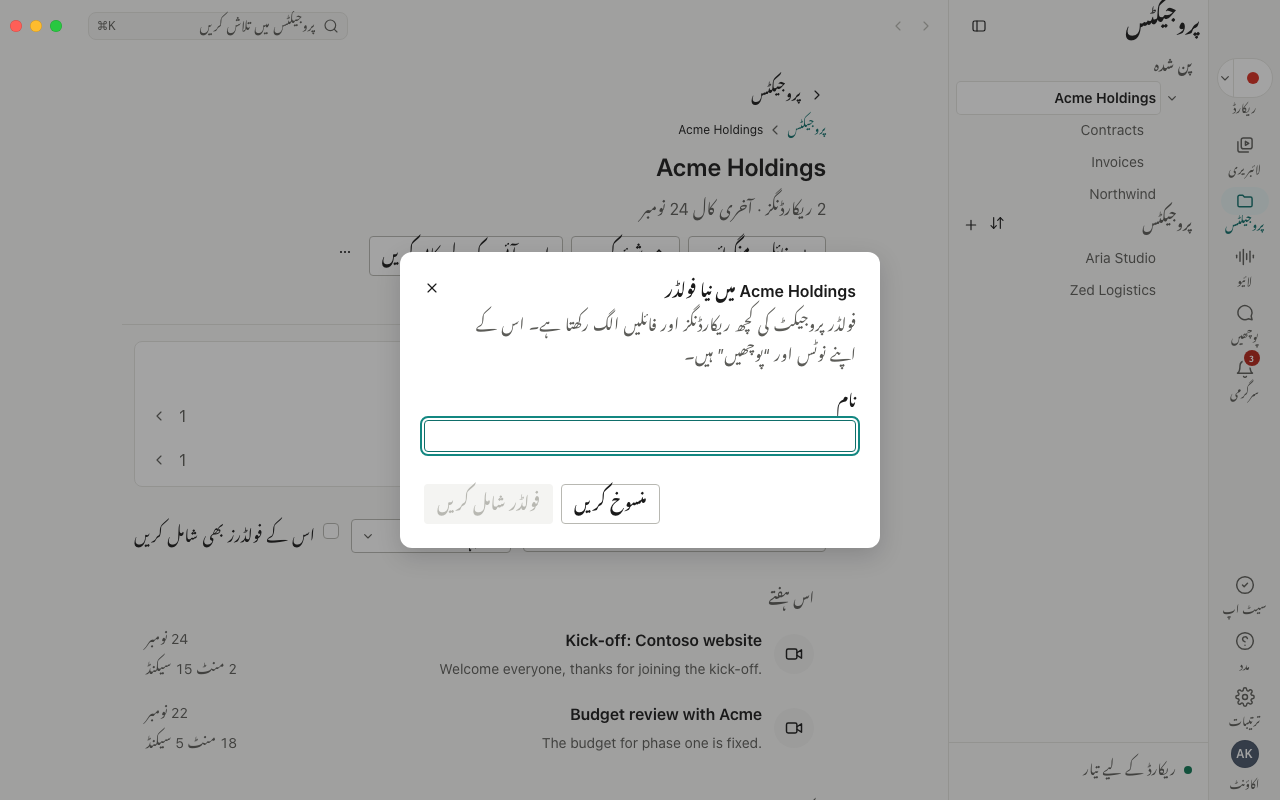 ریکارڈ
لائبریری
پروجیکٹس
لائیو
پوچھیں
3
سرگرمی
سیٹ اپ
مدد
ترتیبات
AK
اکاؤنٹ
پروجیکٹس
پن شدہ
Acme Holdings
Contracts
Invoices
Northwind
پروجیکٹس
Aria Studio
Zed Logistics
ریکارڈ کے لیے تیار
پروجیکٹس میں تلاش کریں
⌘K
پروجیکٹس
پروجیکٹس Acme Holdings
Acme Holdings
2 ریکارڈنگز · آخری کال 24 نومبر
...
Acme Holdings میں نیا فولڈر
فولڈر پروجیکٹ کی کچھ ریکارڈنگز اور فائلیں الگ رکھتا ہے۔ اس کے
اپنے نوٹس اور "پوچھیں" ہیں۔
نام
منسوخ کریں
فولڈر شامل کریں
1
1
اس کے فولڈرز بھی شامل کریں
اس ہفتے
Kick-off: Contoso website
24 نومبر
Welcome everyone, thanks for joining the kick-off.
2 منٹ 15 سیکنڈ
Budget review with Acme
22 نومبر
The budget for phase one is fixed.
18 منٹ 5 سیکنڈ